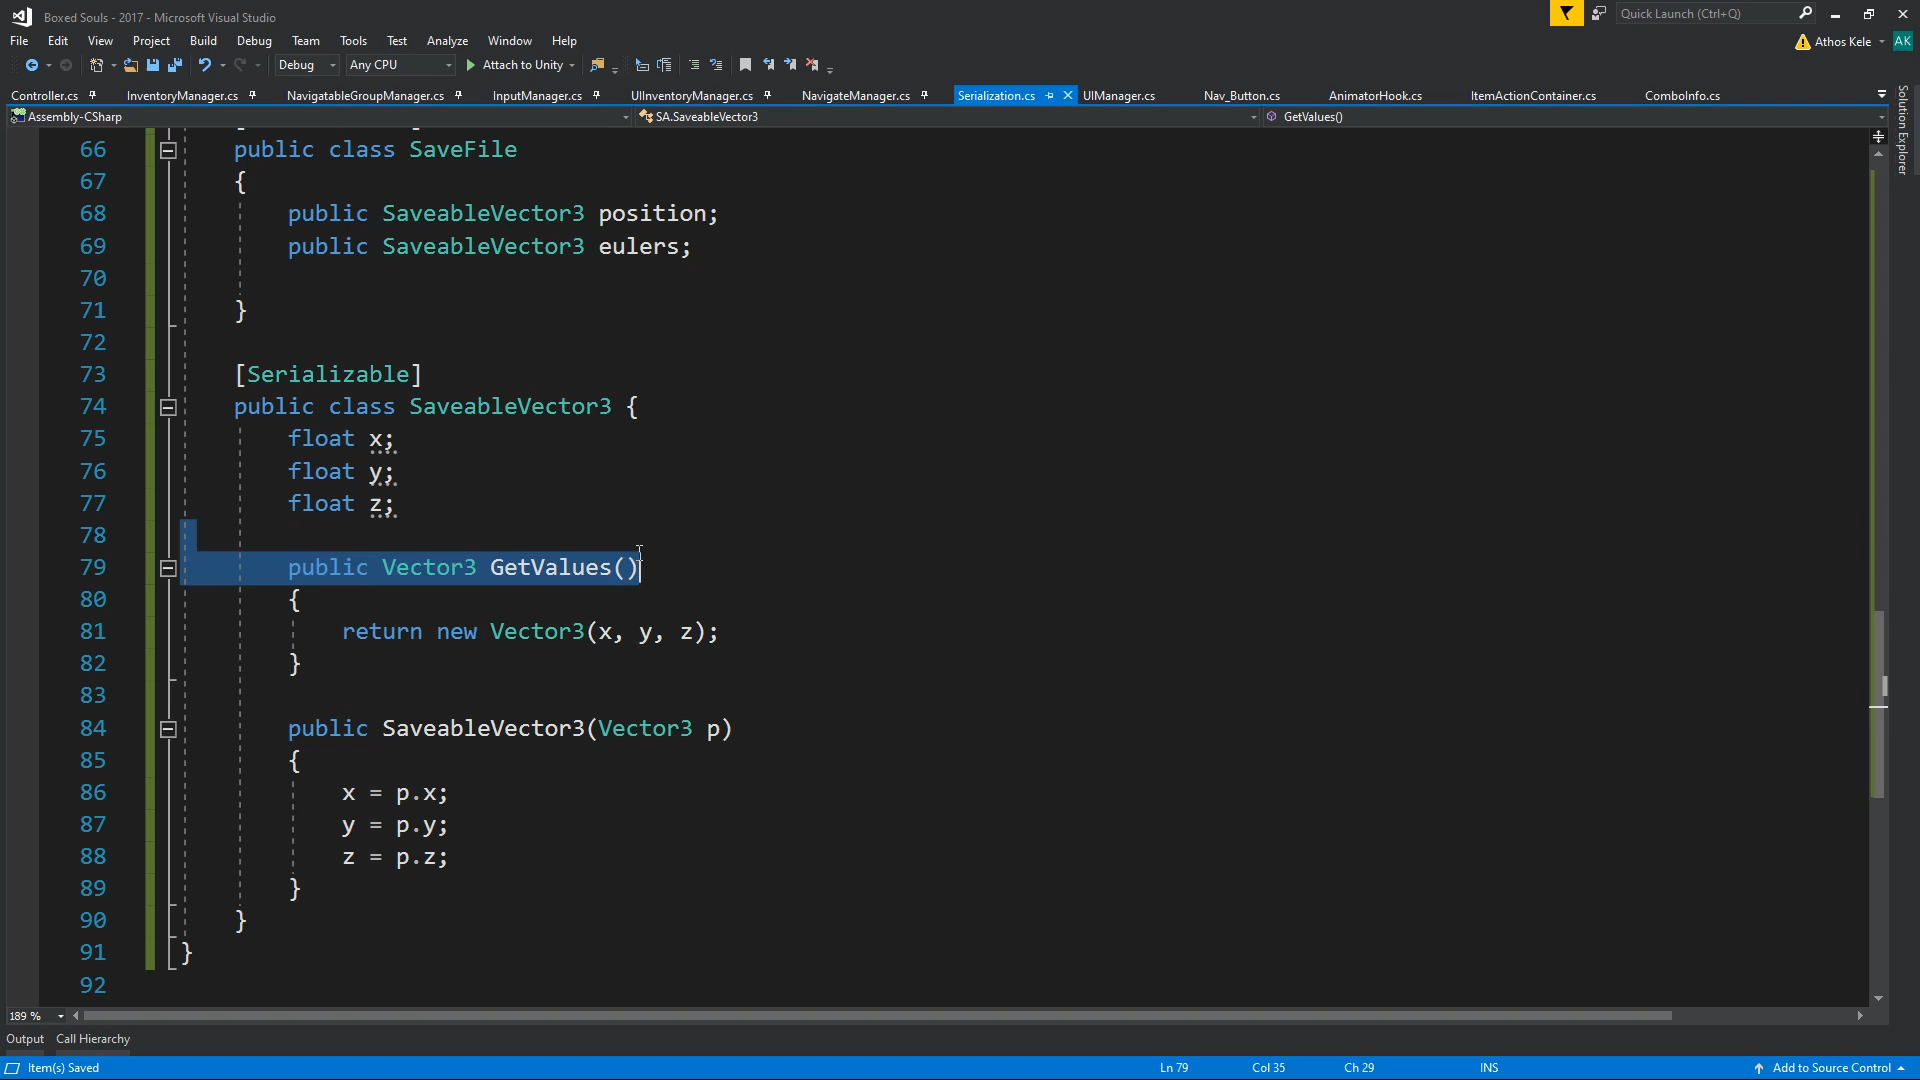 Boxed Souls - 2017 - Microsoft Visual Studio
Quick Launch (Ctrl+Q)
File Edit View Project Build Debug Team Tools Test Analyze Window Help
Athos Kele AK
Debug Any CPU Attach to Unity
Controller.cs InventoryManager.cs NavigatableGroupManager.cs InputManager.cs UIInventoryManager.cs NavigateManager.cs Serialization.cs UIManager.cs Nav_Button.cs AnimatorHook.cs ItemActionContainer.cs ComboInfo.cs
Assembly-CSharp SA.SaveableVector3 GetValues()
Solution Explorer
66 public class SaveFile
67 {
68 public SaveableVector3 position;
69 public SaveableVector3 eulers;
70
71 }
72
73 [Serializable]
74 public class SaveableVector3 {
75 float x;
76 float y;
77 float z;
78
79 public Vector3 GetValues()
80 {
81 return new Vector3(x, y, z);
82 }
83
84 public SaveableVector3(Vector3 p)
85 {
86 x = p.x;
87 y = p.y;
88 z = p.z;
89 }
90 }
91 }
92
189 %
Output Call Hierarchy
Item(s) Saved Ln 79 Col 35 Ch 29 INS Add to Source Control